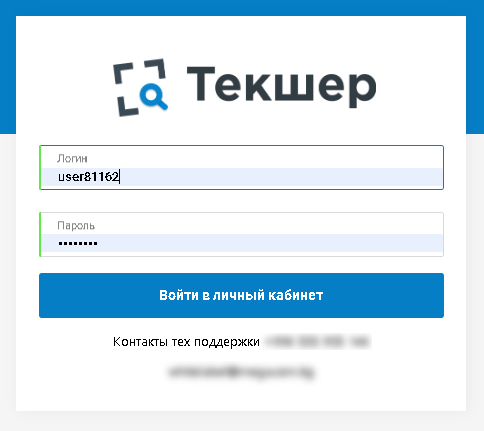 Текшер
Логин
user81162
Пароль
••••••••
Войти в личный кабинет
Контакты тех поддержки